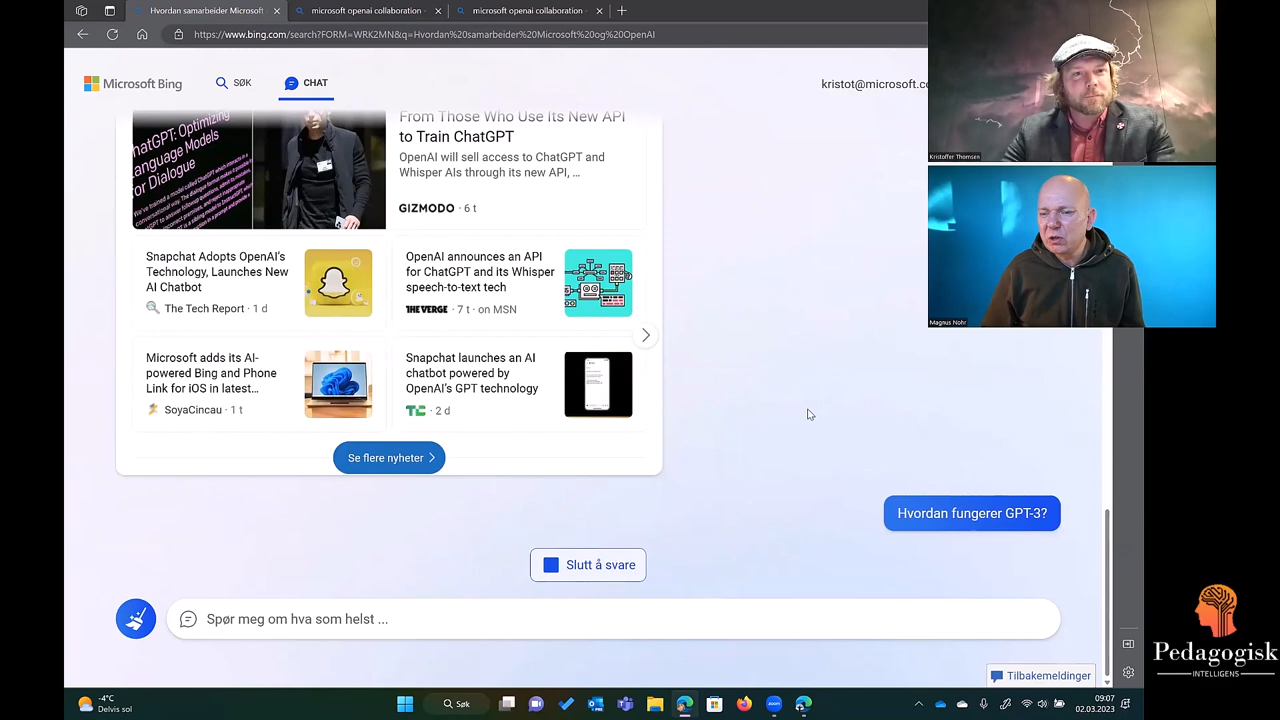 Hvordan samarbeider Microsoft
microsoft openai collaboration -
microsoft openai collaboration -
https://www.bing.com/search?FORM=WRK2MN&q=Hvordan%20samarbeider%20Microsoft%20og%20OpenAI
Microsoft Bing
SØK
CHAT
kristot@microsoft.co
hatGPT: Optimizing
anguage Models
or Dialogue
From Those Who Use Its New API
to Train ChatGPT
OpenAI will sell access to ChatGPT and
Whisper AIs through its new API, ...
GIZMODO · 6 t
Snapchat Adopts OpenAI's
Technology, Launches New
AI Chatbot
The Tech Report · 1 d
OpenAI announces an API
for ChatGPT and its Whisper
speech-to-text tech
THE VERGE · 7 t · on MSN
Microsoft adds its AI-
powered Bing and Phone
Link for iOS in latest...
SoyaCincau · 1 t
Snapchat launches an AI
chatbot powered by
OpenAI's GPT technology
TC · 2 d
Se flere nyheter
Hvordan fungerer GPT-3?
Slutt å svare
Spør meg om hva som helst ...
Tilbakemeldinger
Kristoffer Thomsen
Magnus Nohr
Pedagogisk
INTELLIGENS
-4°C
Delvis sol
Søk
zoom
09:07
02.03.2023